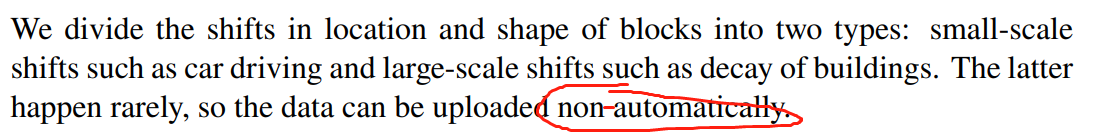 We divide the shifts in location and shape of blocks into two types: small-scale
shifts such as car driving and large-scale shifts such as decay of buildings. The latter
happen rarely, so the data can be uploaded non-automatically.